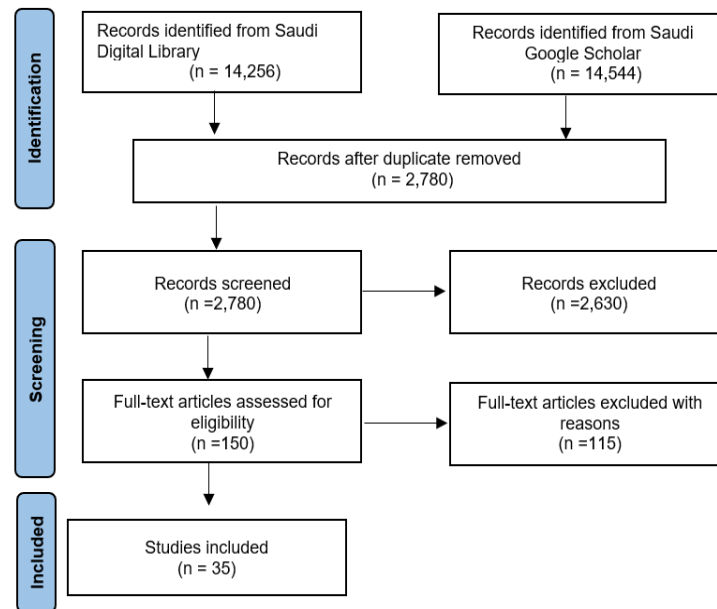 Identification
Records identified from Saudi
Digital Library
(n = 14,256)
Records identified from Saudi
Google Scholar
(n = 14,544)
Records after duplicate removed
(n = 2,780)
Screening
Records screened
(n =2,780)
Records excluded
(n =2,630)
Full-text articles assessed for
eligibility
(n =150)
Full-text articles excluded with
reasons
(n =115)
Included
Studies included
(n = 35)